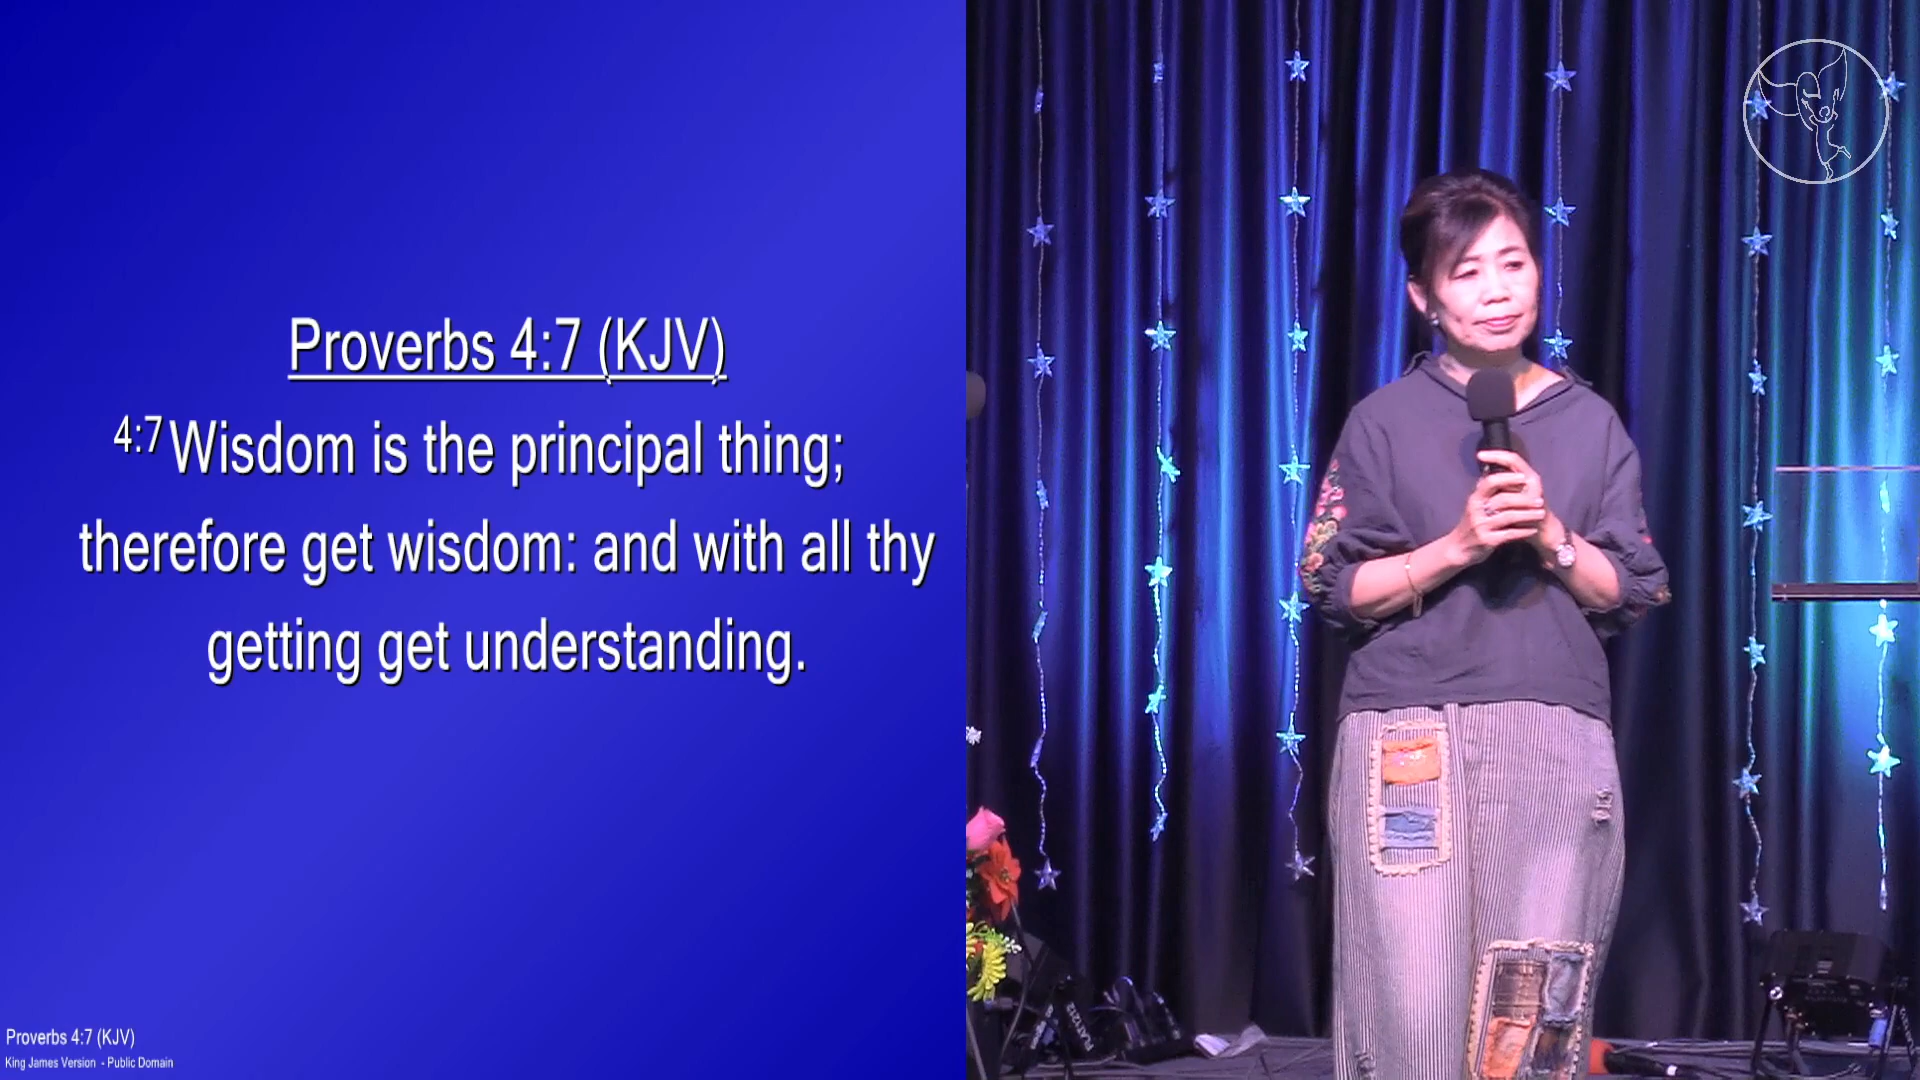 Proverbs 4:7 (KJV)
4:7 Wisdom is the principal thing;
therefore get wisdom: and with all thy
getting get understanding.
Proverbs 4:7 (KJV)
King James Version - Public Domain
FLAT1212